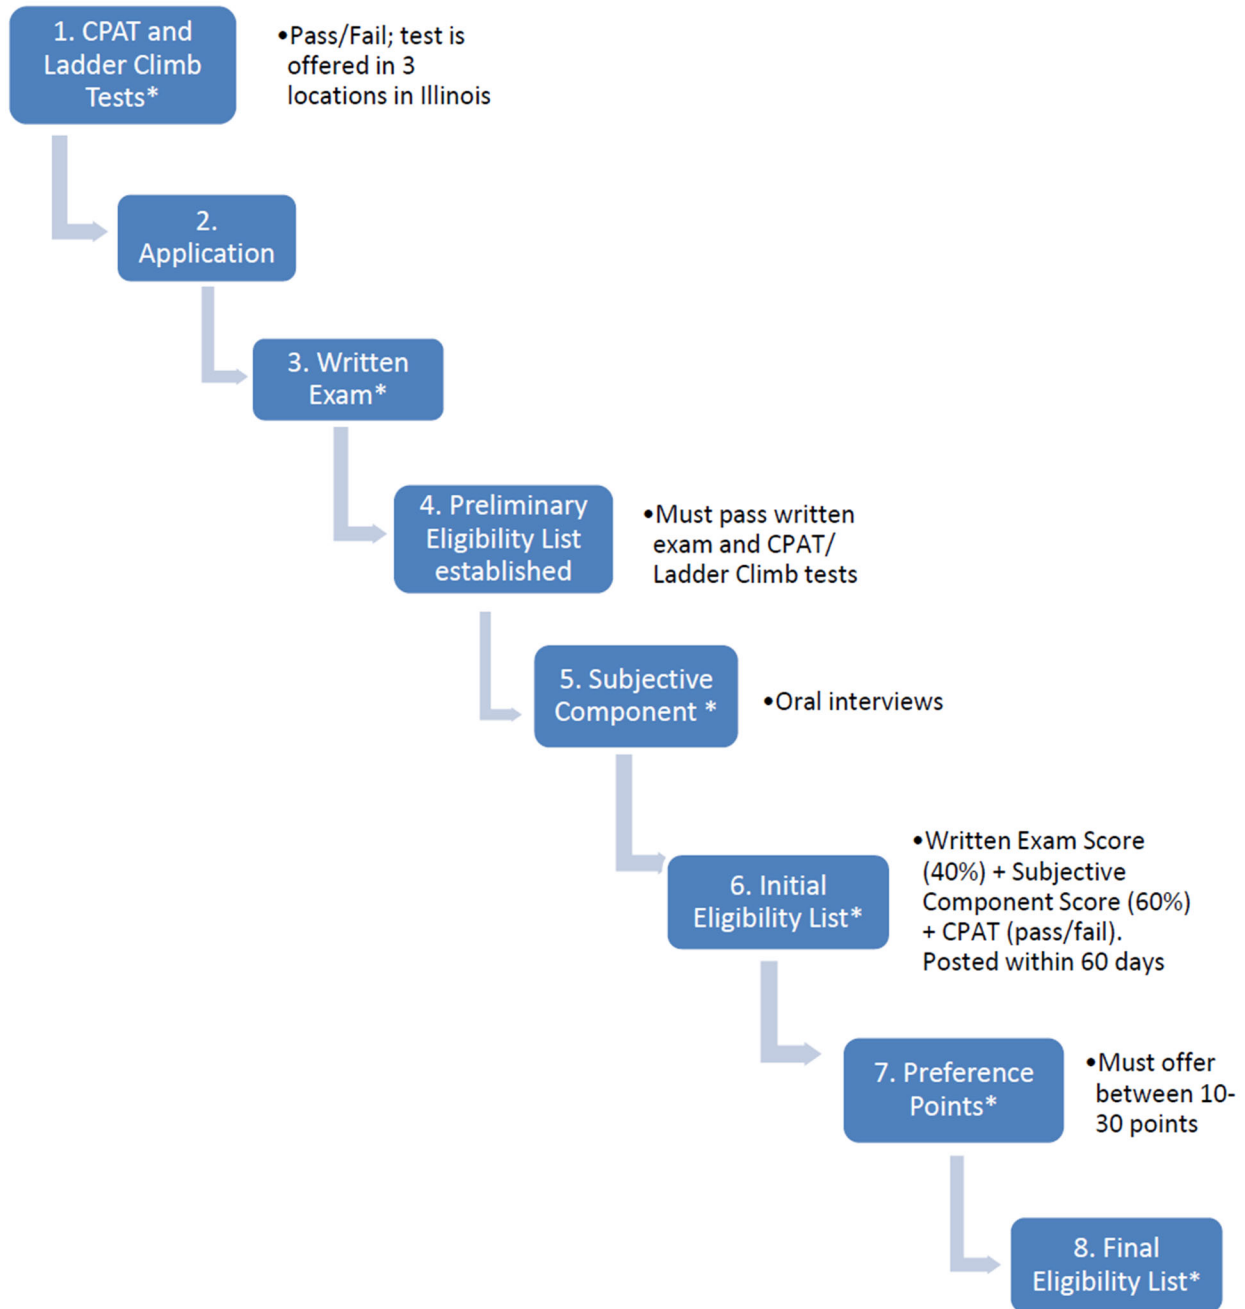 1. CPAT and
Ladder Climb
Tests*
•Pass/Fail; test is
offered in 3
locations in Illinois
2.
Application
3. Written
Exam*
4. Preliminary
Eligibility List
established
•Must pass written
exam and CPAT/
Ladder Climb tests
5. Subjective
Component *
•Oral interviews
6. Initial
Eligibility List*
•Written Exam Score
(40%) + Subjective
Component Score (60%)
+ CPAT (pass/fail).
Posted within 60 days
7. Preference
Points*
•Must offer
between 10-
30 points
8. Final
Eligibility List*